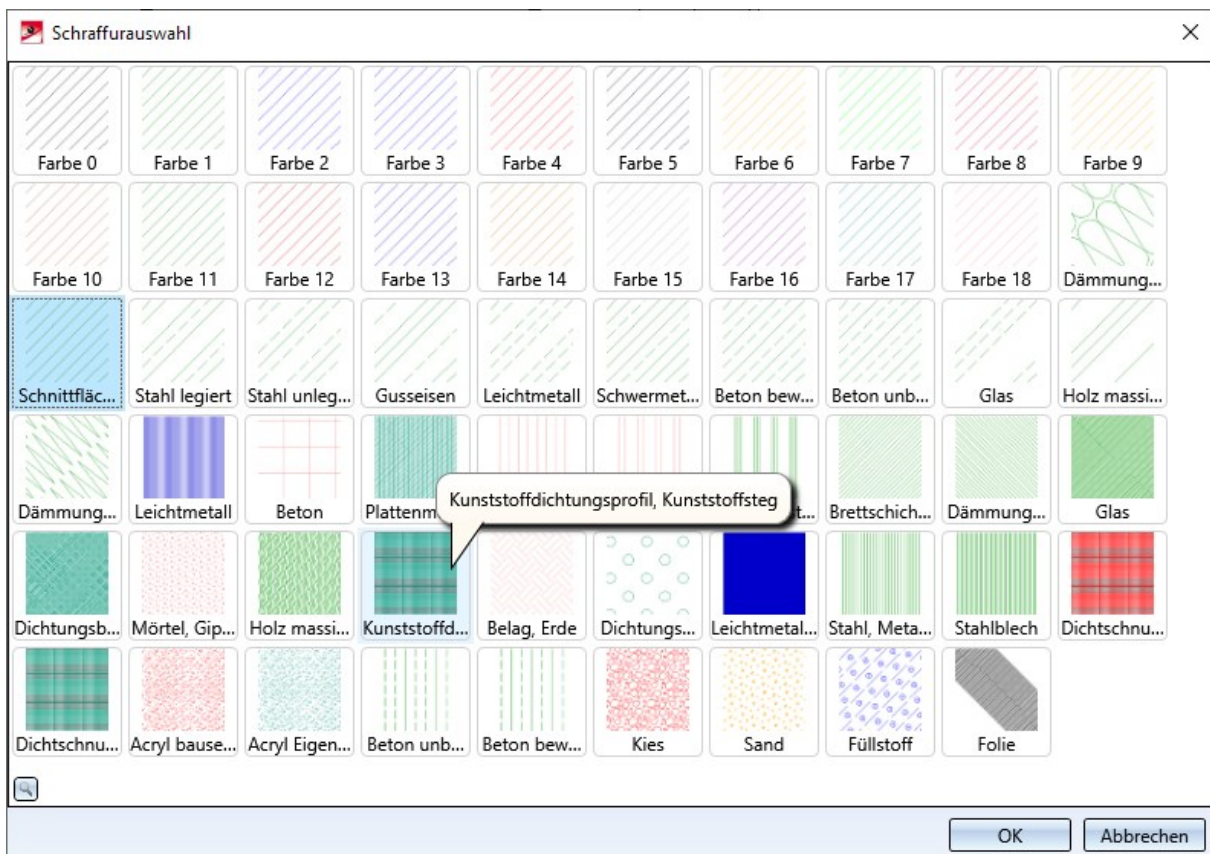 Schraffurauswahl
Farbe 0 Farbe 1 Farbe 2 Farbe 3 Farbe 4 Farbe 5 Farbe 6 Farbe 7 Farbe 8 Farbe 9
Farbe 10 Farbe 11 Farbe 12 Farbe 13 Farbe 14 Farbe 15 Farbe 16 Farbe 17 Farbe 18 Dämmung...
Schnittfläc... Stahl legiert Stahl unleg... Gusseisen Leichtmetall Schwermet... Beton bew... Beton unb... Glas Holz massi...
Kunststoffdichtungsprofil, Kunststoffsteg
Dämmung... Leichtmetall Beton Brettschich... Dämmung... Glas
Dichtungsb... Mörtel, Gip... Holz massi... Kunststoffd... Belag, Erde Dichtungs... Leichtmetal... Stahl, Meta... Stahlblech Dichtschnu...
Dichtschnu... Acryl bause... Acryl Eigen... Beton unb... Beton bew... Kies Sand Füllstoff Folie
OK Abbrechen